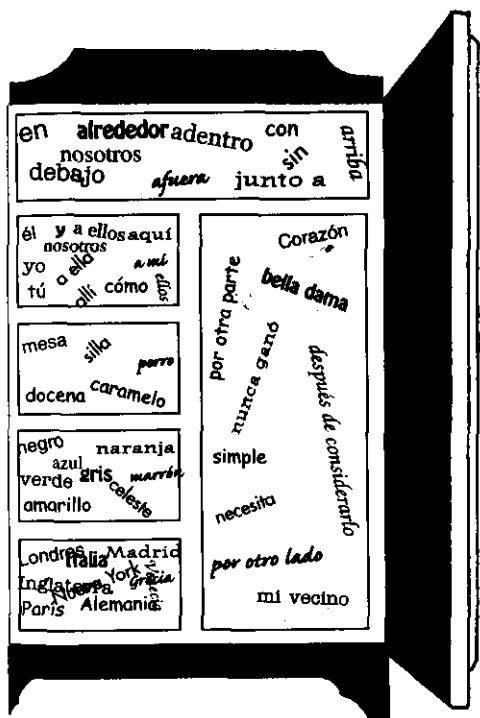 en alrededor adentro con arriba
nosotros sin
debajo afuera junto a
él y a ellos aquí
nosotros
yo a ella a mí
tú allí cómo ellos
mesa silla perro
docena caramelo
negro naranja
azul
verde gris marrón
amarillo celeste
Londres Italia Madrid
Inglaterra Nueva York grecia Venecia
París Alemania
Corazón
bella dama
por otra parte
nunca ganó
después de considerarlo
simple
necesita
por otro lado
mi vecino